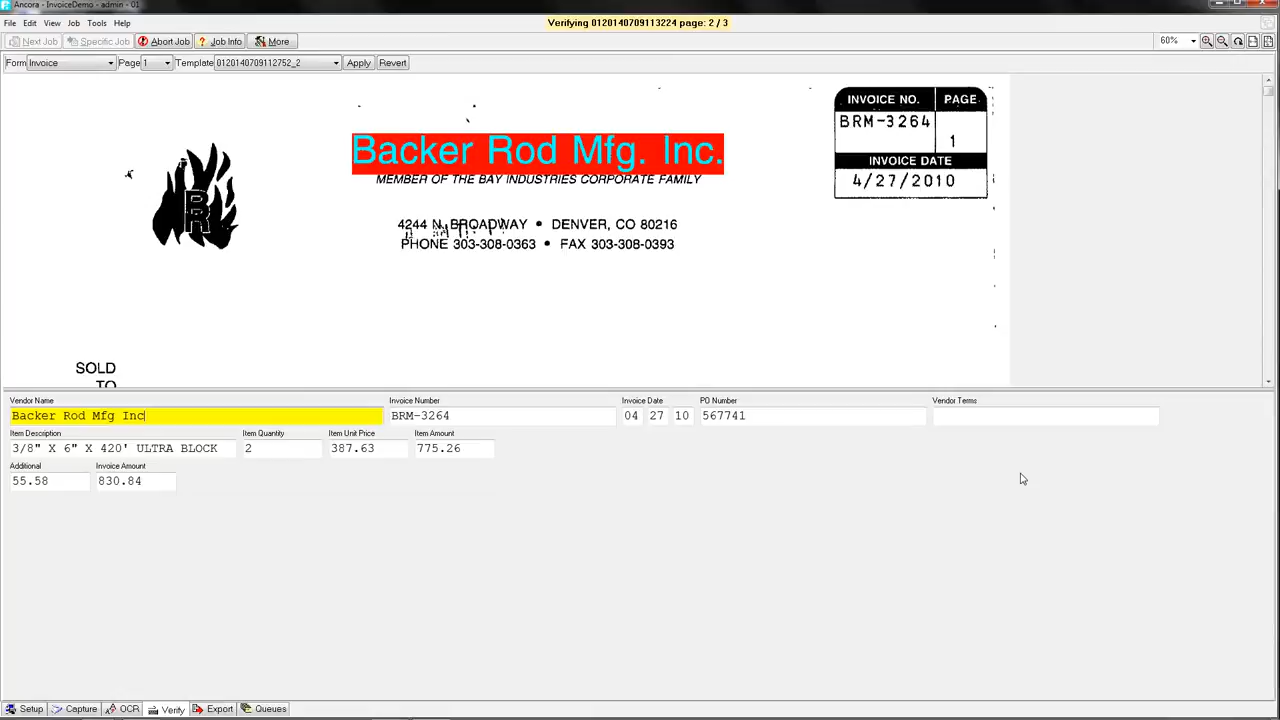 Ancora - InvoiceDemo - admin - 01
File Edit View Job Tools Help
Verifying 0120140709113224 page: 2 / 3
Next Job Specific Job Abort Job Job Info More
60%
Form Invoice Page 1 Template 0120140709112752_2 Apply Revert
INVOICE NO. PAGE
BRM-3264
1
INVOICE DATE
4/27/2010
Backer Rod Mfg. Inc.
MEMBER OF THE BAY INDUSTRIES CORPORATE FAMILY
BR
4244 N. BROADWAY • DENVER, CO 80216
PHONE 303-308-0363 • FAX 303-308-0393
SOLD
TO
Vendor Name Invoice Number Invoice Date PO Number Vendor Terms
Backer Rod Mfg Inc BRM-3264 04 27 10 567741
Item Description Item Quantity Item Unit Price Item Amount
3/8" X 6" X 420' ULTRA BLOCK 2 387.63 775.26
Additional Invoice Amount
55.58 830.84
Setup Capture OCR Verify Export Queues